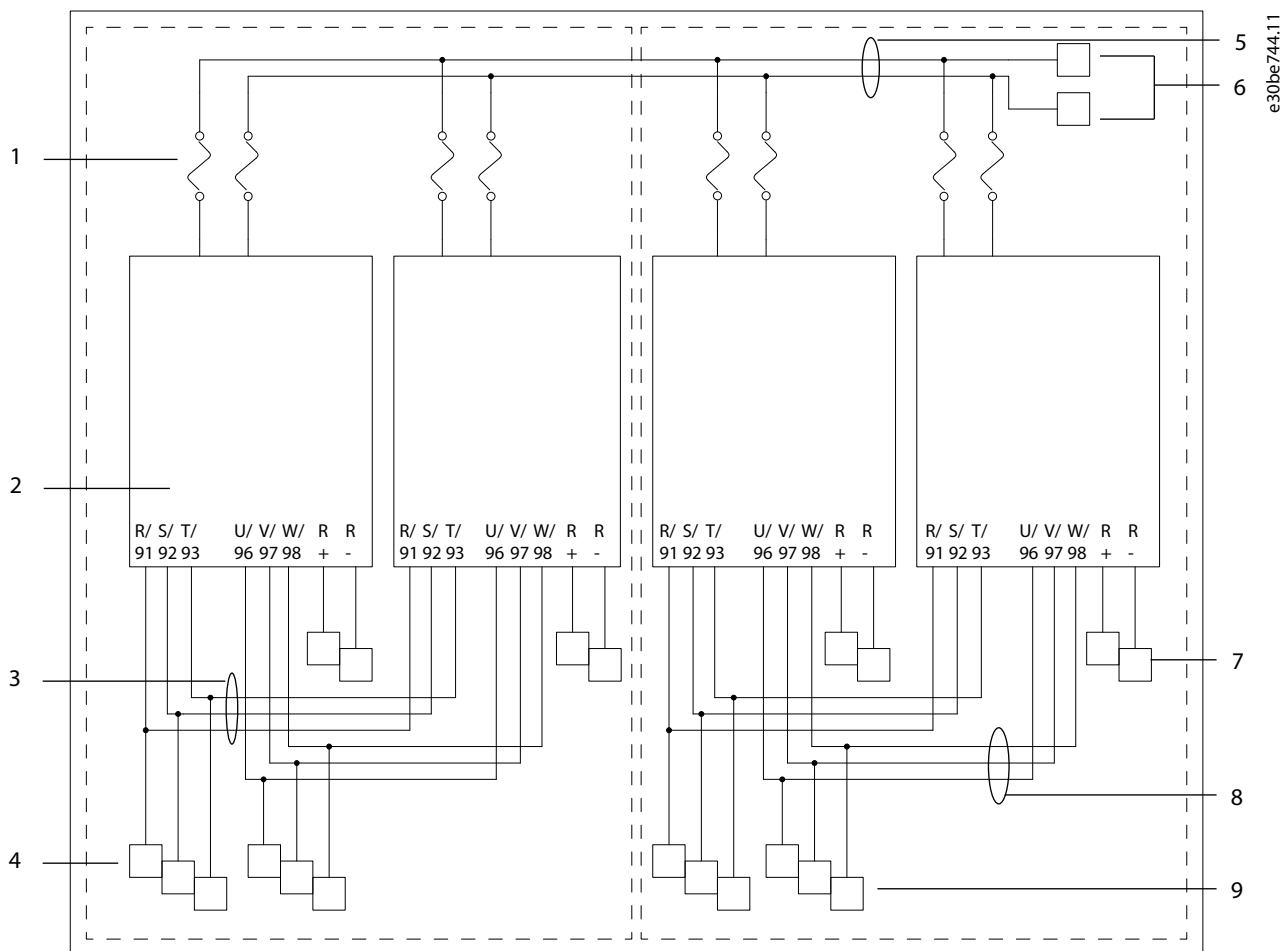 5
6
e30be744.11
1
2
R/ S/ T/ U/ V/ W/ R R
91 92 93 96 97 98 + -
R/ S/ T/ U/ V/ W/ R R
91 92 93 96 97 98 + -
R/ S/ T/ U/ V/ W/ R R
91 92 93 96 97 98 + -
R/ S/ T/ U/ V/ W/ R R
91 92 93 96 97 98 + -
3
7
8
4
9